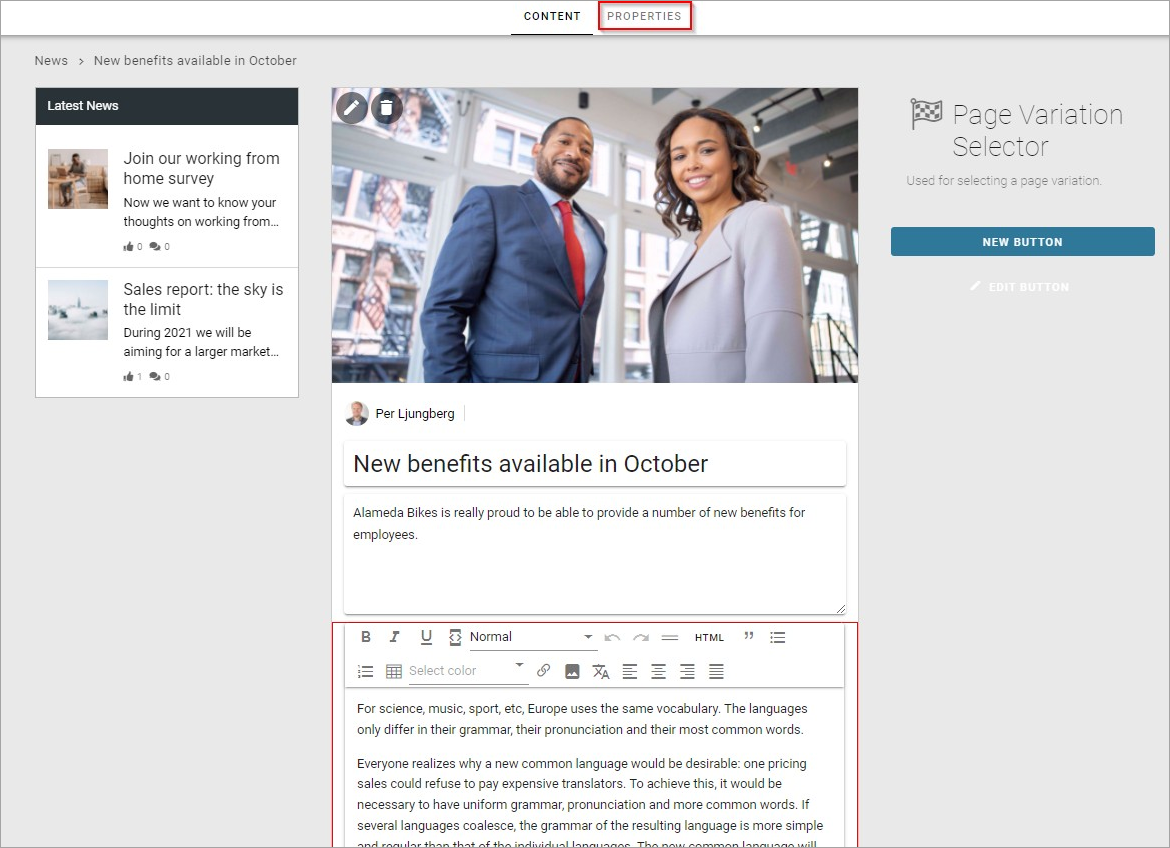 CONTENT
PROPERTIES
News › New benefits available in October
Latest News
Join our working from
home survey
Now we want to know your
thoughts on working from...
0 0
Sales report: the sky is
the limit
During 2021 we will be
aiming for a larger market...
1 0
Per Ljungberg
New benefits available in October
Alameda Bikes is really proud to be able to provide a number of new benefits for
employees.
B I U Normal HTML ”
Select color
For science, music, sport, etc, Europe uses the same vocabulary. The languages
only differ in their grammar, their pronunciation and their most common words.
Everyone realizes why a new common language would be desirable: one pricing
sales could refuse to pay expensive translators. To achieve this, it would be
necessary to have uniform grammar, pronunciation and more common words. If
several languages coalesce, the grammar of the resulting language is more simple
and regular than that of the individual languages. The new common language will
Page Variation
Selector
Used for selecting a page variation.
NEW BUTTON
EDIT BUTTON